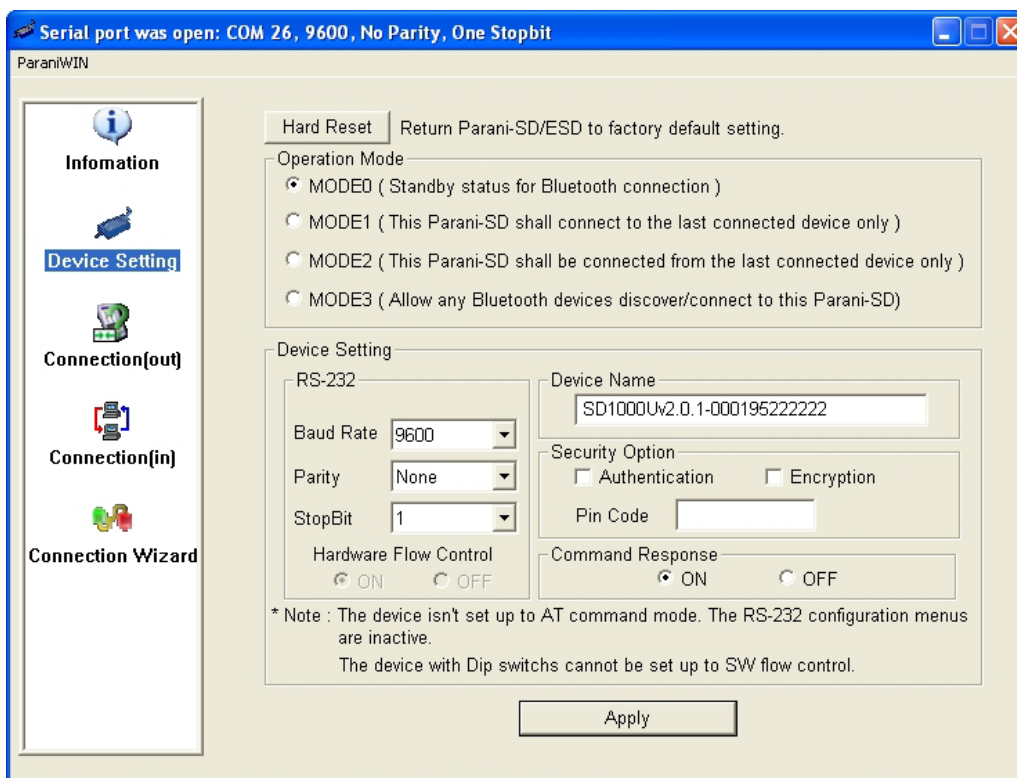 Serial port was open: COM 26, 9600, No Parity, One Stopbit
ParaniWIN
Infomation
Device Setting
Connection(out)
Connection(in)
Connection Wizard
Hard Reset Return Parani-SD/ESD to factory default setting.
Operation Mode
MODE0 ( Standby status for Bluetooth connection )
MODE1 ( This Parani-SD shall connect to the last connected device only )
MODE2 ( This Parani-SD shall be connected from the last connected device only )
MODE3 ( Allow any Bluetooth devices discover/connect to this Parani-SD)
Device Setting
RS-232
Baud Rate 9600
Parity None
StopBit 1
Hardware Flow Control
ON OFF
Device Name
SD1000Uv2.0.1-000195222222
Security Option
Authentication Encryption
Pin Code
Command Response
ON OFF
* Note : The device isn't set up to AT command mode. The RS-232 configuration menus
are inactive.
The device with Dip switchs cannot be set up to SW flow control.
Apply